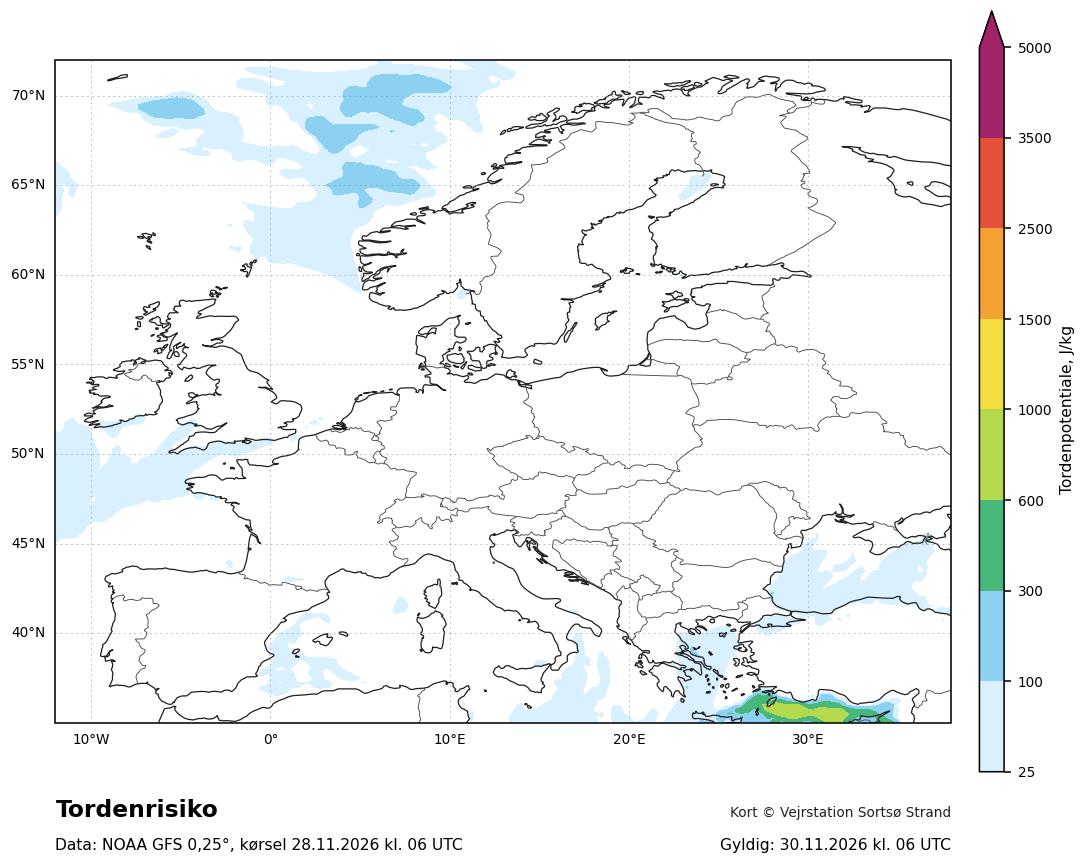 5000
3500
2500
1500
1000
600
300
100
25
Tordenpotentiale, J/kg
70°N
65°N
60°N
55°N
50°N
45°N
40°N
10°W
0°
10°E
20°E
30°E
Tordenrisiko
Kort © Vejrstation Sortsø Strand
Data: NOAA GFS 0,25°, kørsel 28.11.2026 kl. 06 UTC
Gyldig: 30.11.2026 kl. 06 UTC